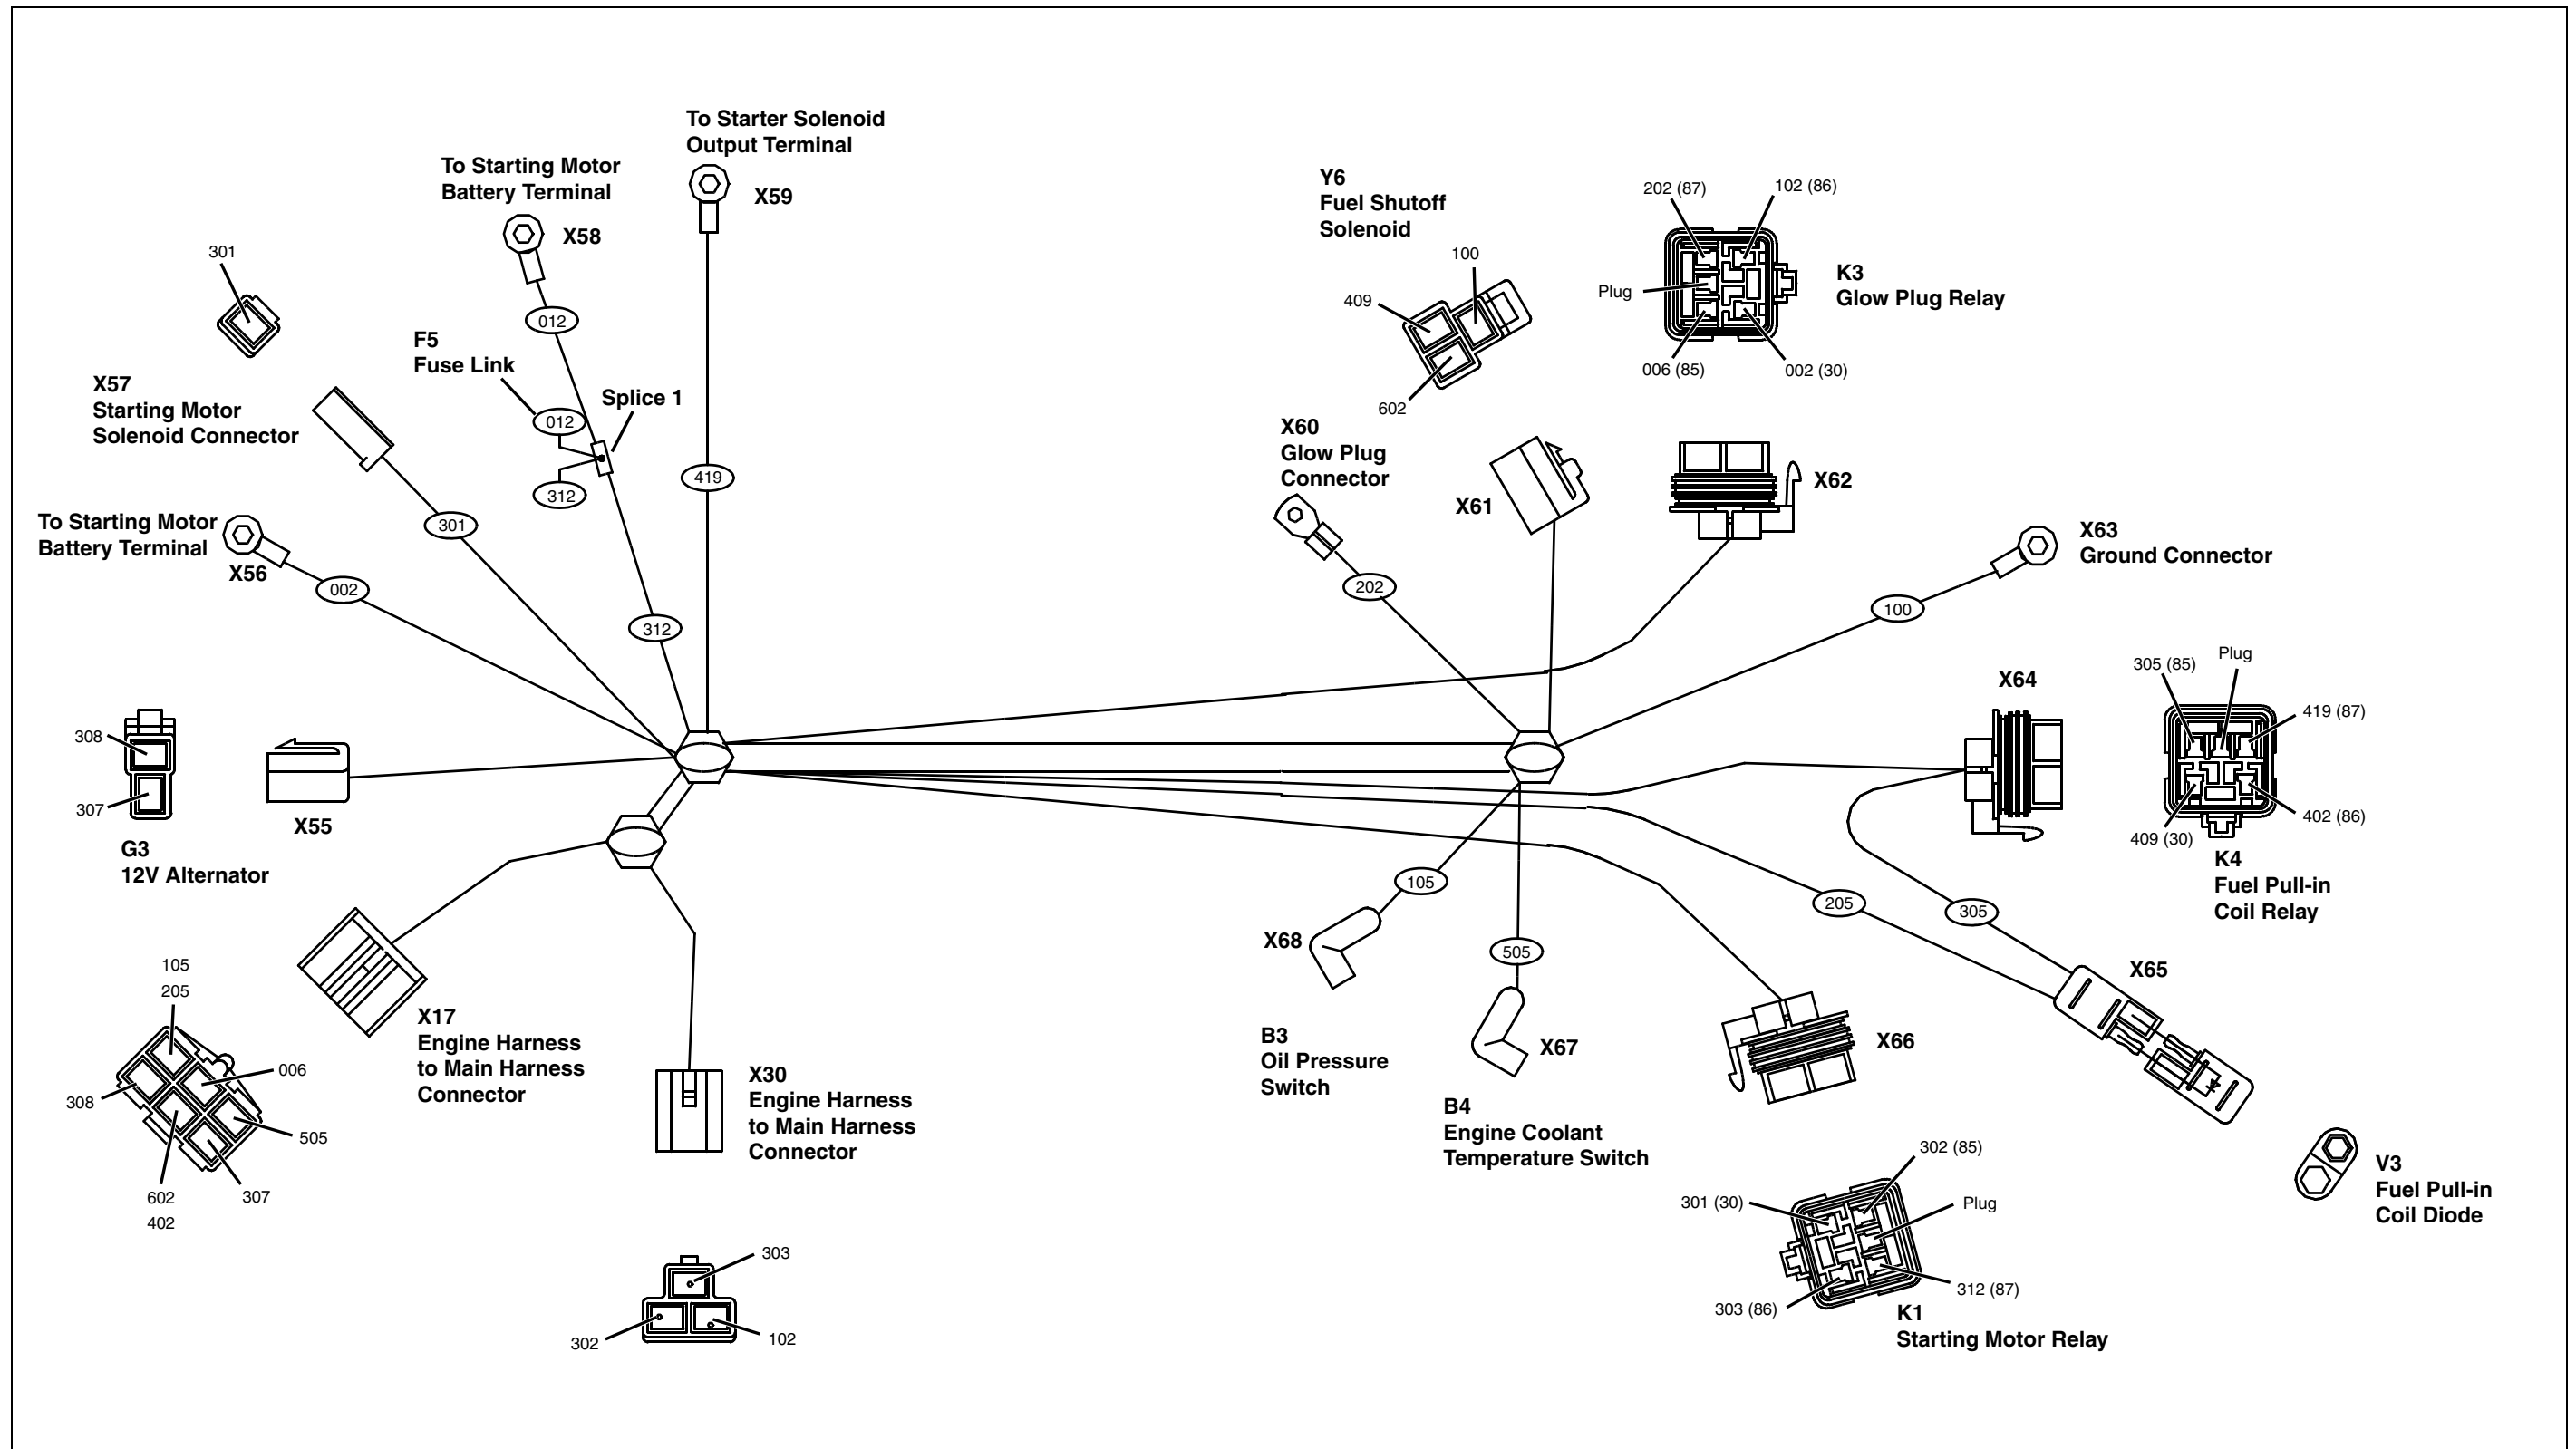 To Starter Solenoid
Output Terminal
X59
To Starting Motor
Battery Terminal
X58
012
F5
Fuse Link
012
Splice 1
312
419
312
301
X57
Starting Motor
Solenoid Connector
301
To Starting Motor
Battery Terminal
X56
002
308
307
G3
12V Alternator
X55
105
205
006
308
505
602
402
307
X17
Engine Harness
to Main Harness
Connector
X30
Engine Harness
to Main Harness
Connector
303
302
102
Y6
Fuel Shutoff
Solenoid
100
409
602
202 (87)
102 (86)
Plug
006 (85)
002 (30)
K3
Glow Plug Relay
X60
Glow Plug
Connector
202
X61
X62
X63
Ground Connector
100
X64
305 (85)
Plug
419 (87)
409 (30)
402 (86)
K4
Fuel Pull-in
Coil Relay
105
X68
505
X67
B3
Oil Pressure
Switch
B4
Engine Coolant
Temperature Switch
205
305
X65
X66
302 (85)
301 (30)
Plug
303 (86)
312 (87)
K1
Starting Motor Relay
V3
Fuel Pull-in
Coil Diode